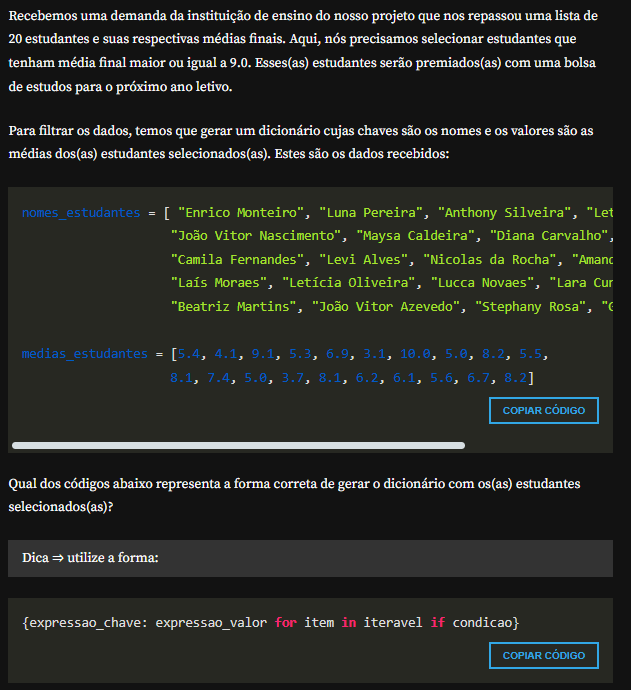 Recebemos uma demanda da instituição de ensino do nosso projeto que nos repassou uma lista de
20 estudantes e suas respectivas médias finais. Aqui, nós precisamos selecionar estudantes que
tenham média final maior ou igual a 9.0. Esses(as) estudantes serão premiados(as) com uma bolsa
de estudos para o próximo ano letivo.
Para filtrar os dados, temos que gerar um dicionário cujas chaves são os nomes e os valores são as
médias dos(as) estudantes selecionados(as). Estes são os dados recebidos:
nomes_estudantes = [ "Enrico Monteiro", "Luna Pereira", "Anthony Silveira", "Let
"João Vitor Nascimento", "Maysa Caldeira", "Diana Carvalho",
"Camila Fernandes", "Levi Alves", "Nicolas da Rocha", "Amand
"Laís Moraes", "Letícia Oliveira", "Lucca Novaes", "Lara Cun
"Beatriz Martins", "João Vitor Azevedo", "Stephany Rosa", "G
medias_estudantes = [5.4, 4.1, 9.1, 5.3, 6.9, 3.1, 10.0, 5.0, 8.2, 5.5,
8.1, 7.4, 5.0, 3.7, 8.1, 6.2, 6.1, 5.6, 6.7, 8.2]
COPIAR CÓDIGO
Qual dos códigos abaixo representa a forma correta de gerar o dicionário com os(as) estudantes
selecionados(as)?
Dica ⇒ utilize a forma:
{expressao_chave: expressao_valor for item in iteravel if condicao}
COPIAR CÓDIGO